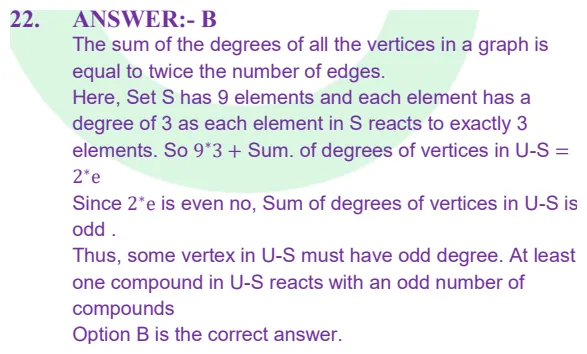 22. ANSWER:- B
The sum of the degrees of all the vertices in a graph is
equal to twice the number of edges.
Here, Set S has 9 elements and each element has a
degree of 3 as each element in S reacts to exactly 3
elements. So 9*3 + Sum. of degrees of vertices in U-S =
2*e
Since 2*e is even no, Sum of degrees of vertices in U-S is
odd .
Thus, some vertex in U-S must have odd degree. At least
one compound in U-S reacts with an odd number of
compounds
Option B is the correct answer.